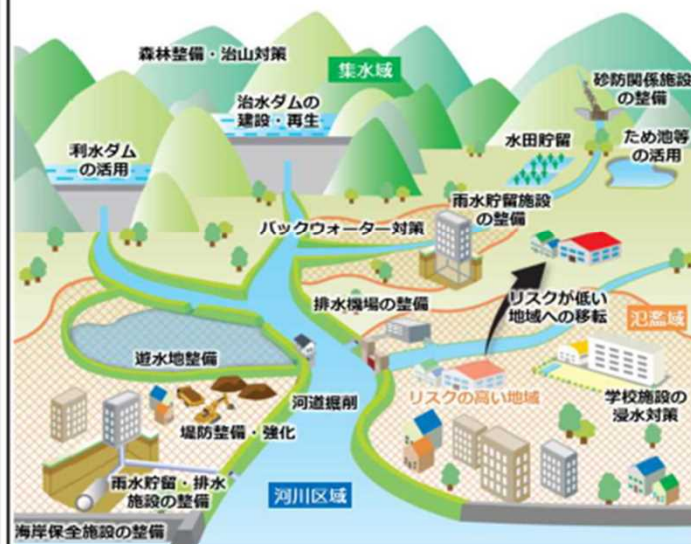 森林整備・治山対策
集水域
砂防関係施設
の整備
治水ダムの
建設・再生
水田貯留
ため池等
の活用
利水ダム
の活用
雨水貯留施設
の整備
バックウォーター対策
排水機場の整備
リスクが低い
地域への移転
氾濫域
遊水地整備
リスクの高い地域
学校施設の
浸水対策
河道掘削
堤防整備・強化
雨水貯留・排水
施設の整備
河川区域
海岸保全施設の整備